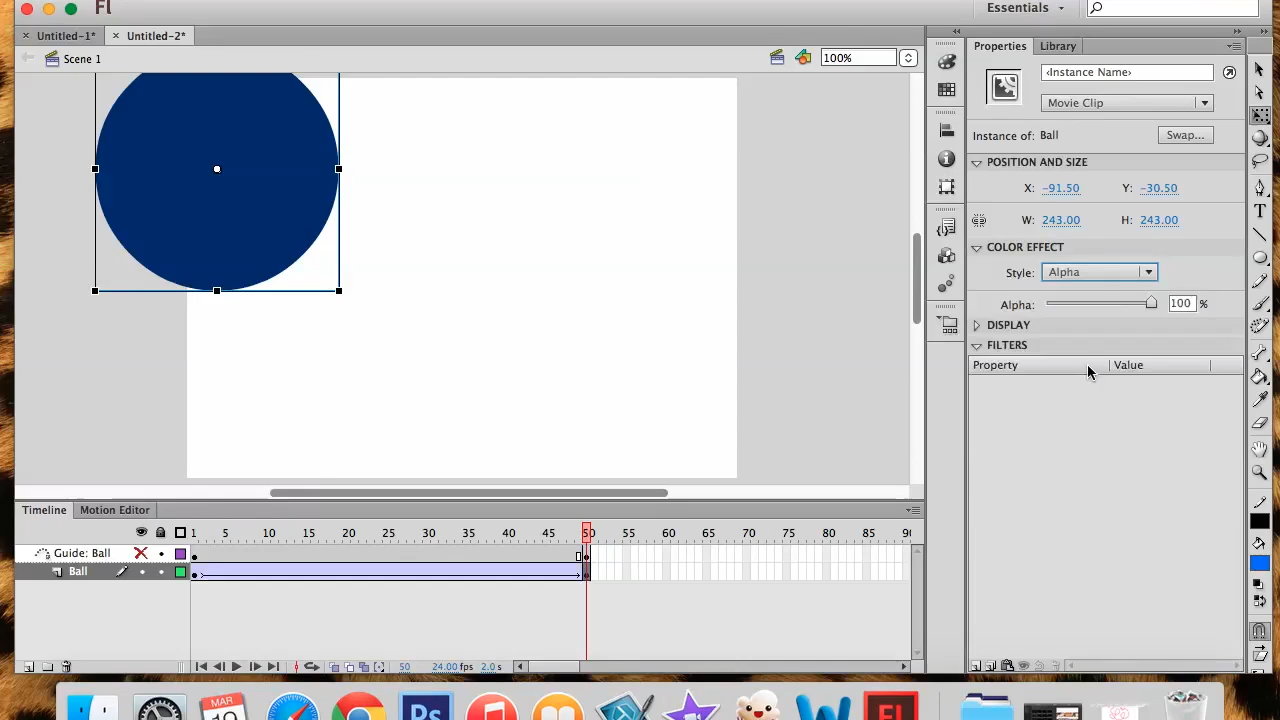 Fl
Essentials
Untitled-1*
Untitled-2*
Scene 1
100%
Properties
Library
<Instance Name>
Movie Clip
Instance of: Ball
Swap...
POSITION AND SIZE
X: -91.50 Y: -30.50
W: 243.00 H: 243.00
COLOR EFFECT
Style: Alpha
Alpha: 100 %
DISPLAY
FILTERS
Property Value
Timeline
Motion Editor
1 5 10 15 20 25 30 35 40 45 50 55 60 65 70 75 80 85 90
Guide: Ball
Ball
50 24.00 fps 2.0 s
MAR
Ps
W
Fl